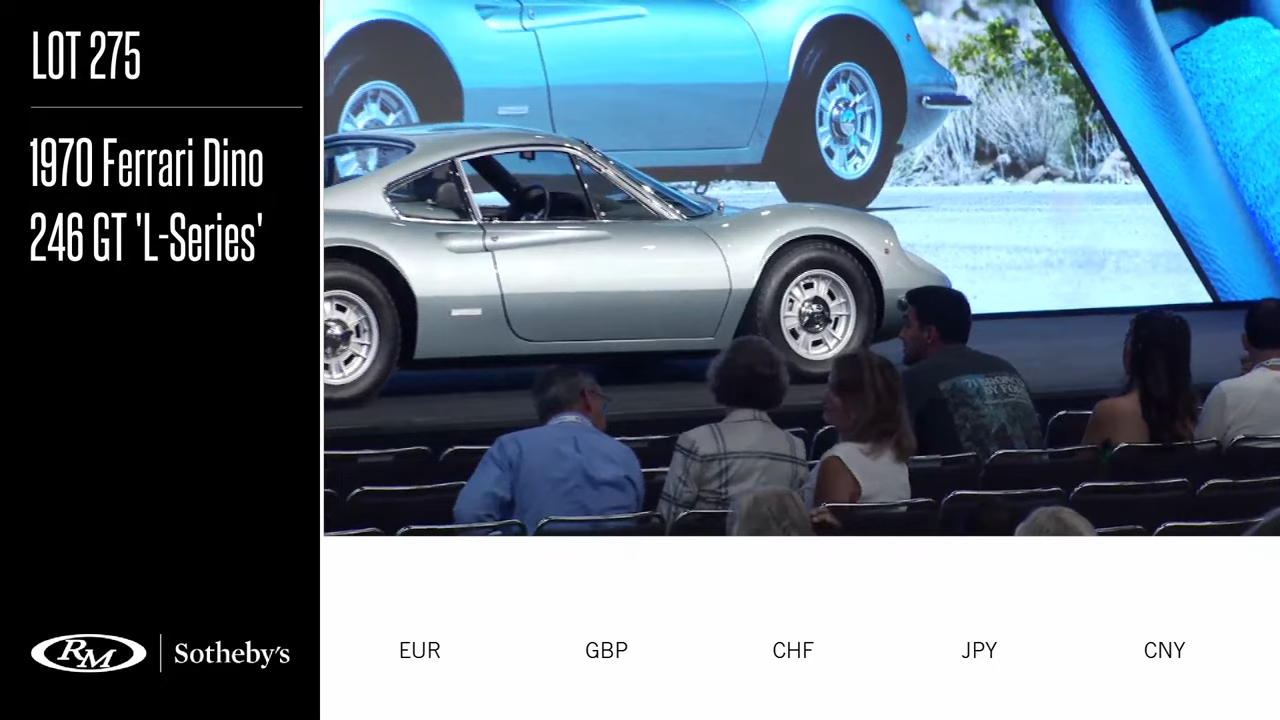 LOT 275
1970 Ferrari Dino
246 GT 'L-Series'
RM
Sotheby's
EUR GBP CHF JPY CNY